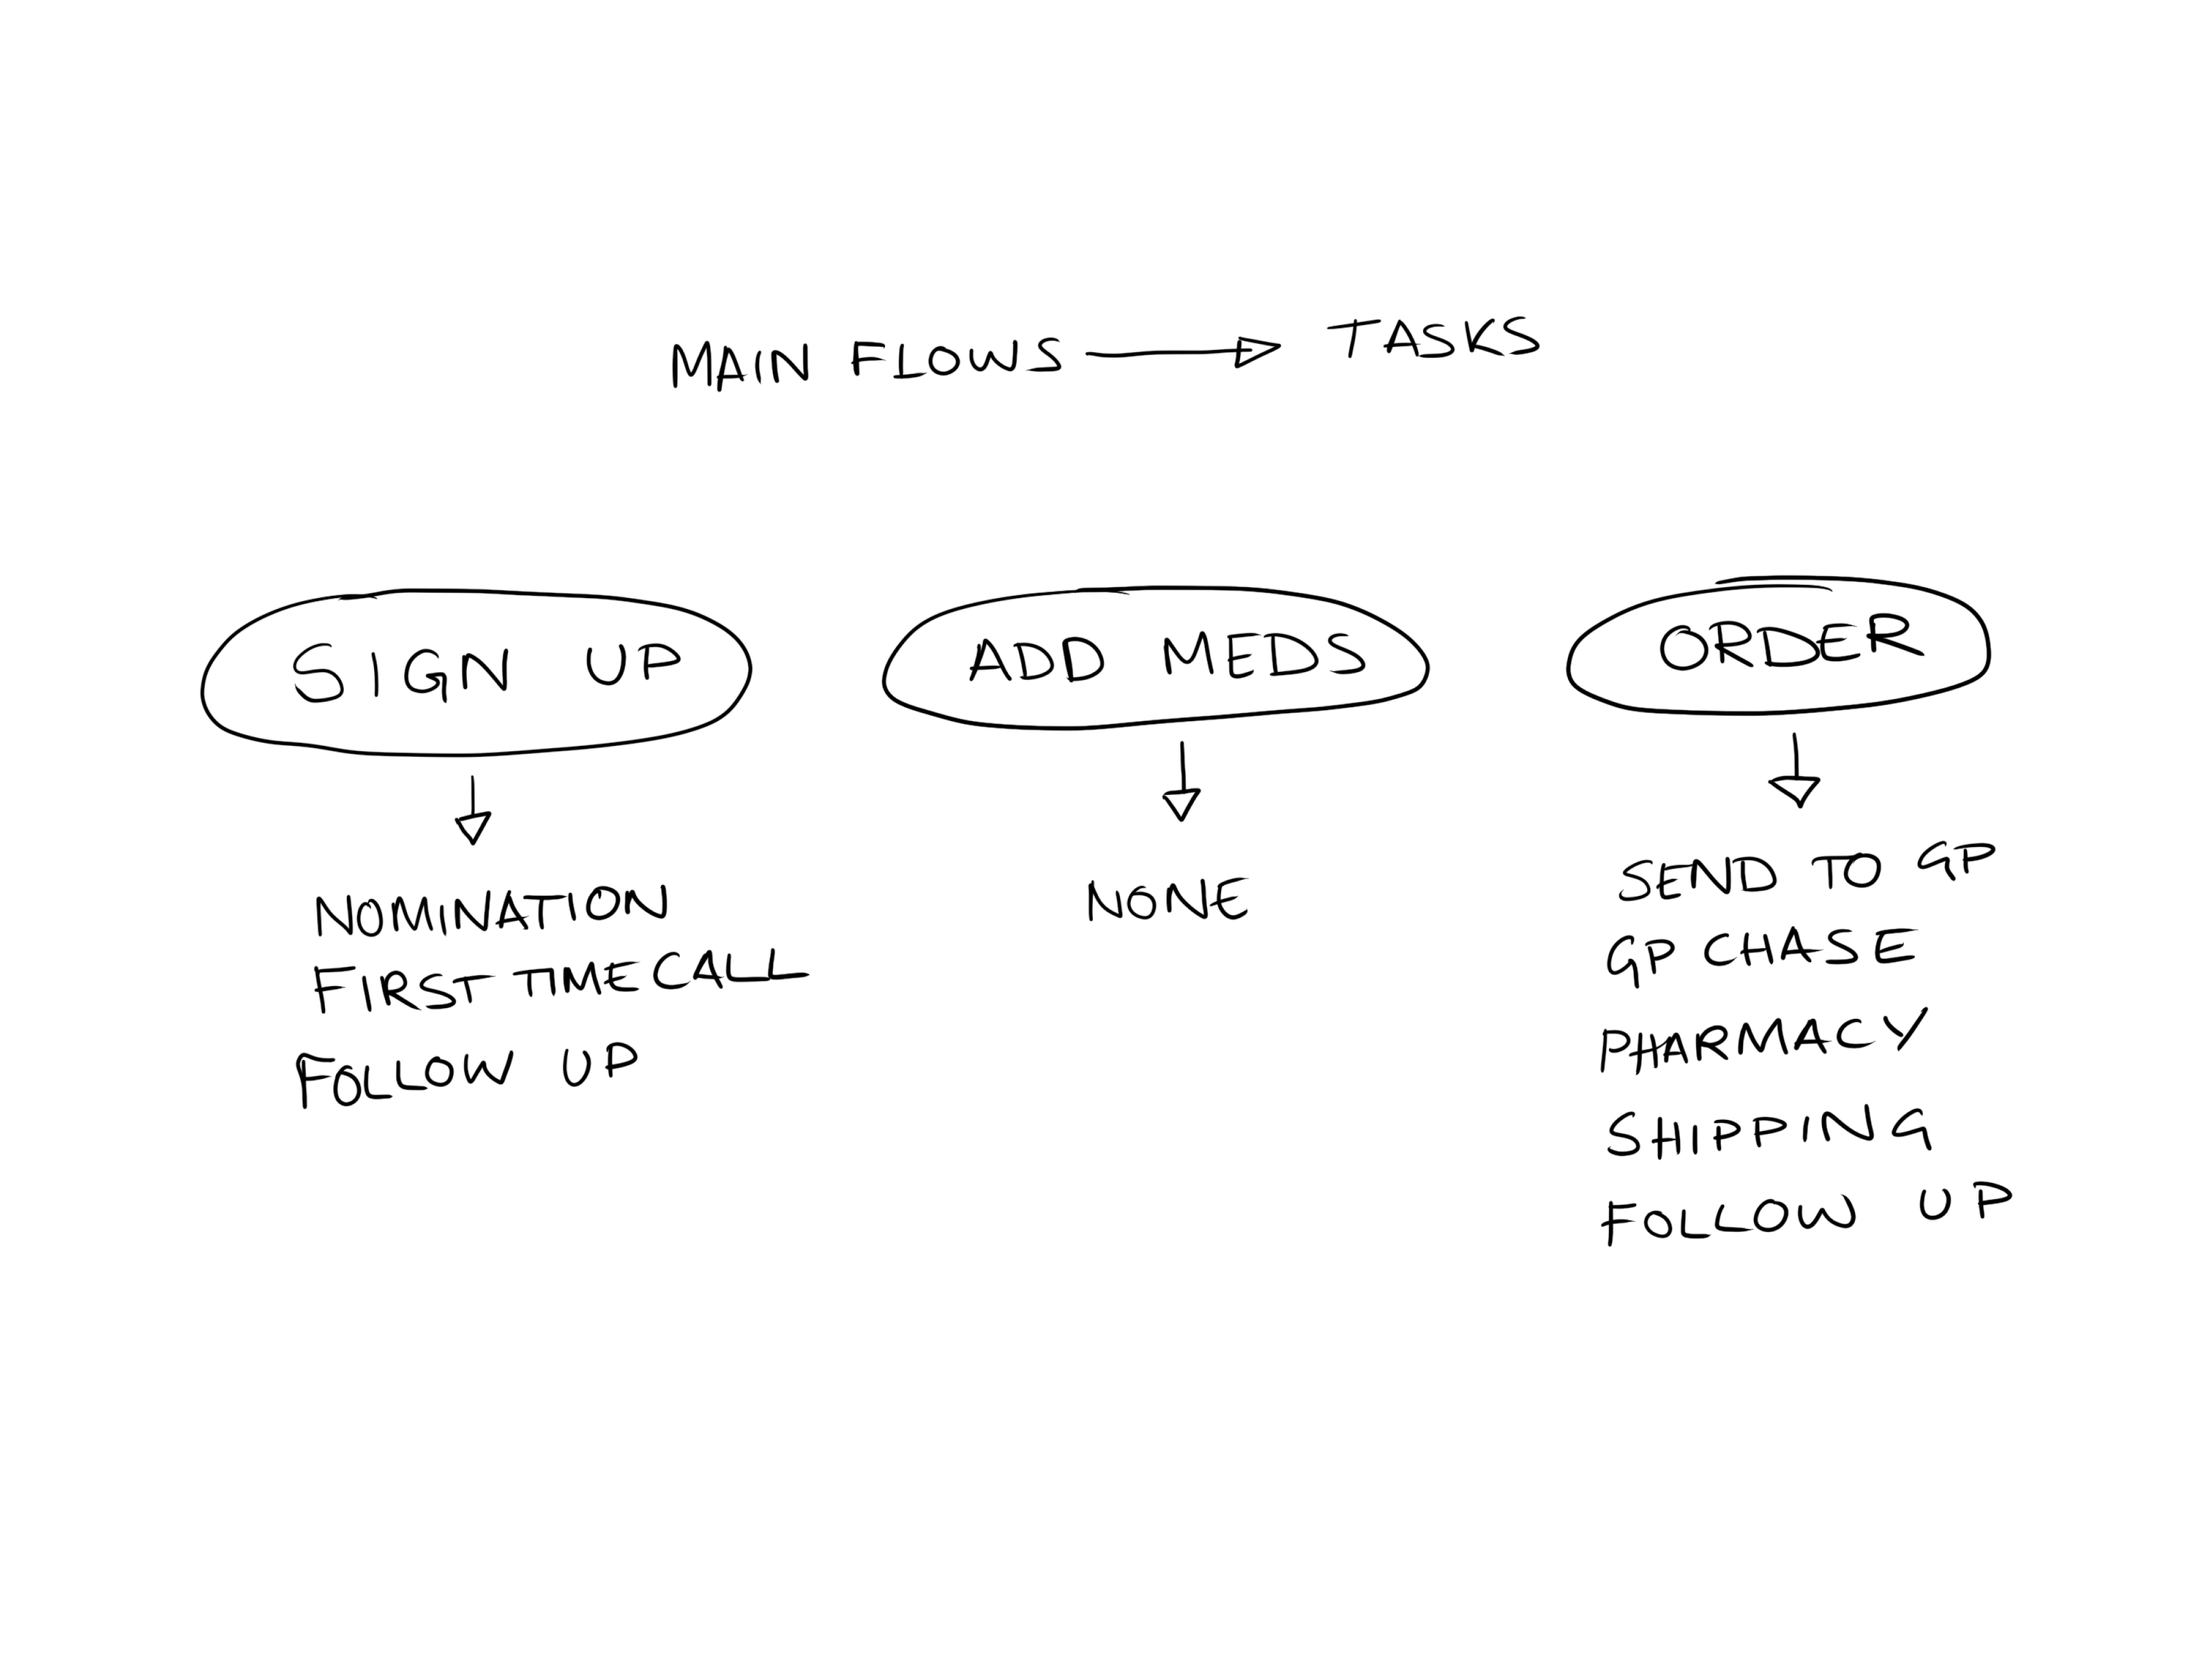 MAIN FLOWS → TASKS
SIGN UP
NOMINATION
FIRST TIME CALL
FOLLOW UP
ADD MEDS
NONE
ORDER
SEND TO GP
GP CHASE
PHARMACY
SHIPPING
FOLLOW UP